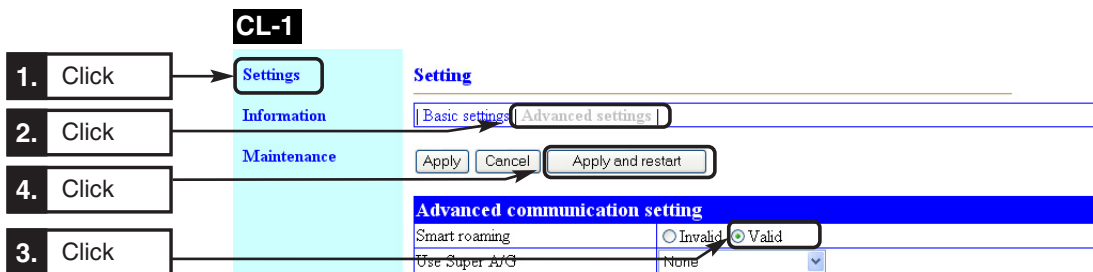 CL-1
1. Click
Settings
Setting
Information
| Basic settings | Advanced settings |
2. Click
Maintenance
Apply Cancel Apply and restart
4. Click
Advanced communication setting
Smart roaming Invalid Valid
3. Click
Use Super A/G None